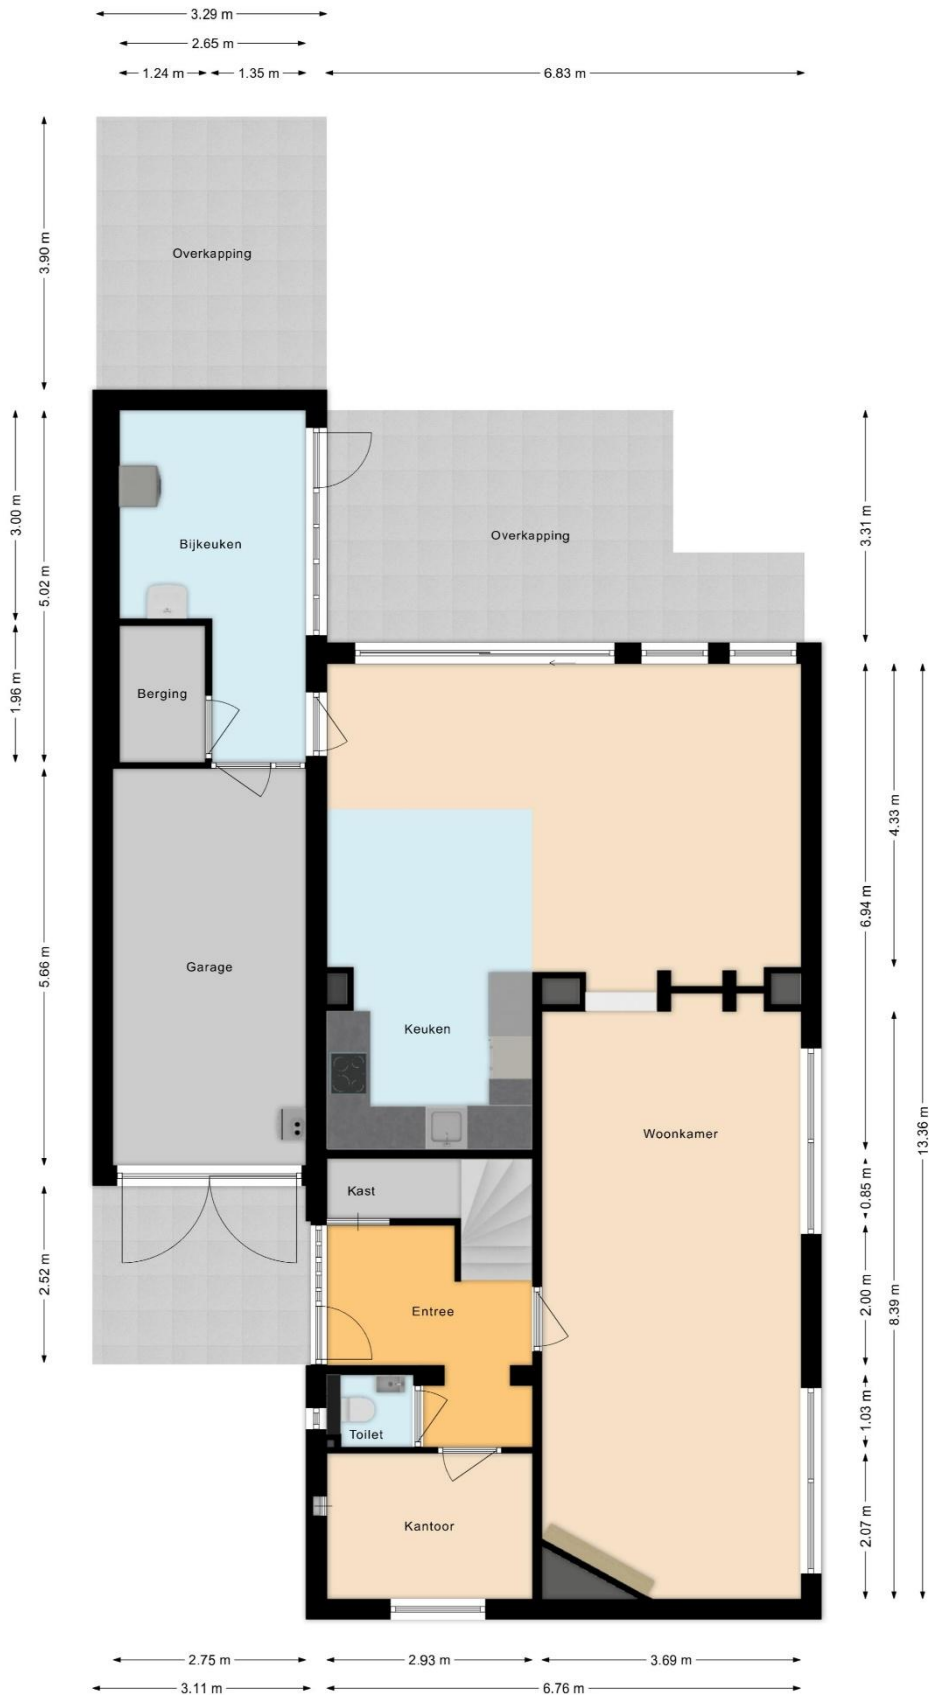 3.29 m
2.65 m
1.24 m 1.35 m 6.83 m
3.90 m
Overkapping
3.00 m
5.02 m
1.96 m
Bijkeuken
Overkapping
3.31 m
Berging
4.33 m
6.94 m
13.36 m
5.66 m
Garage
Keuken
Woonkamer
Kast
0.85 m
2.52 m
Entree
2.00 m
8.39 m
1.03 m
Toilet
Kantoor
2.07 m
2.75 m 2.93 m 3.69 m
3.11 m 6.76 m